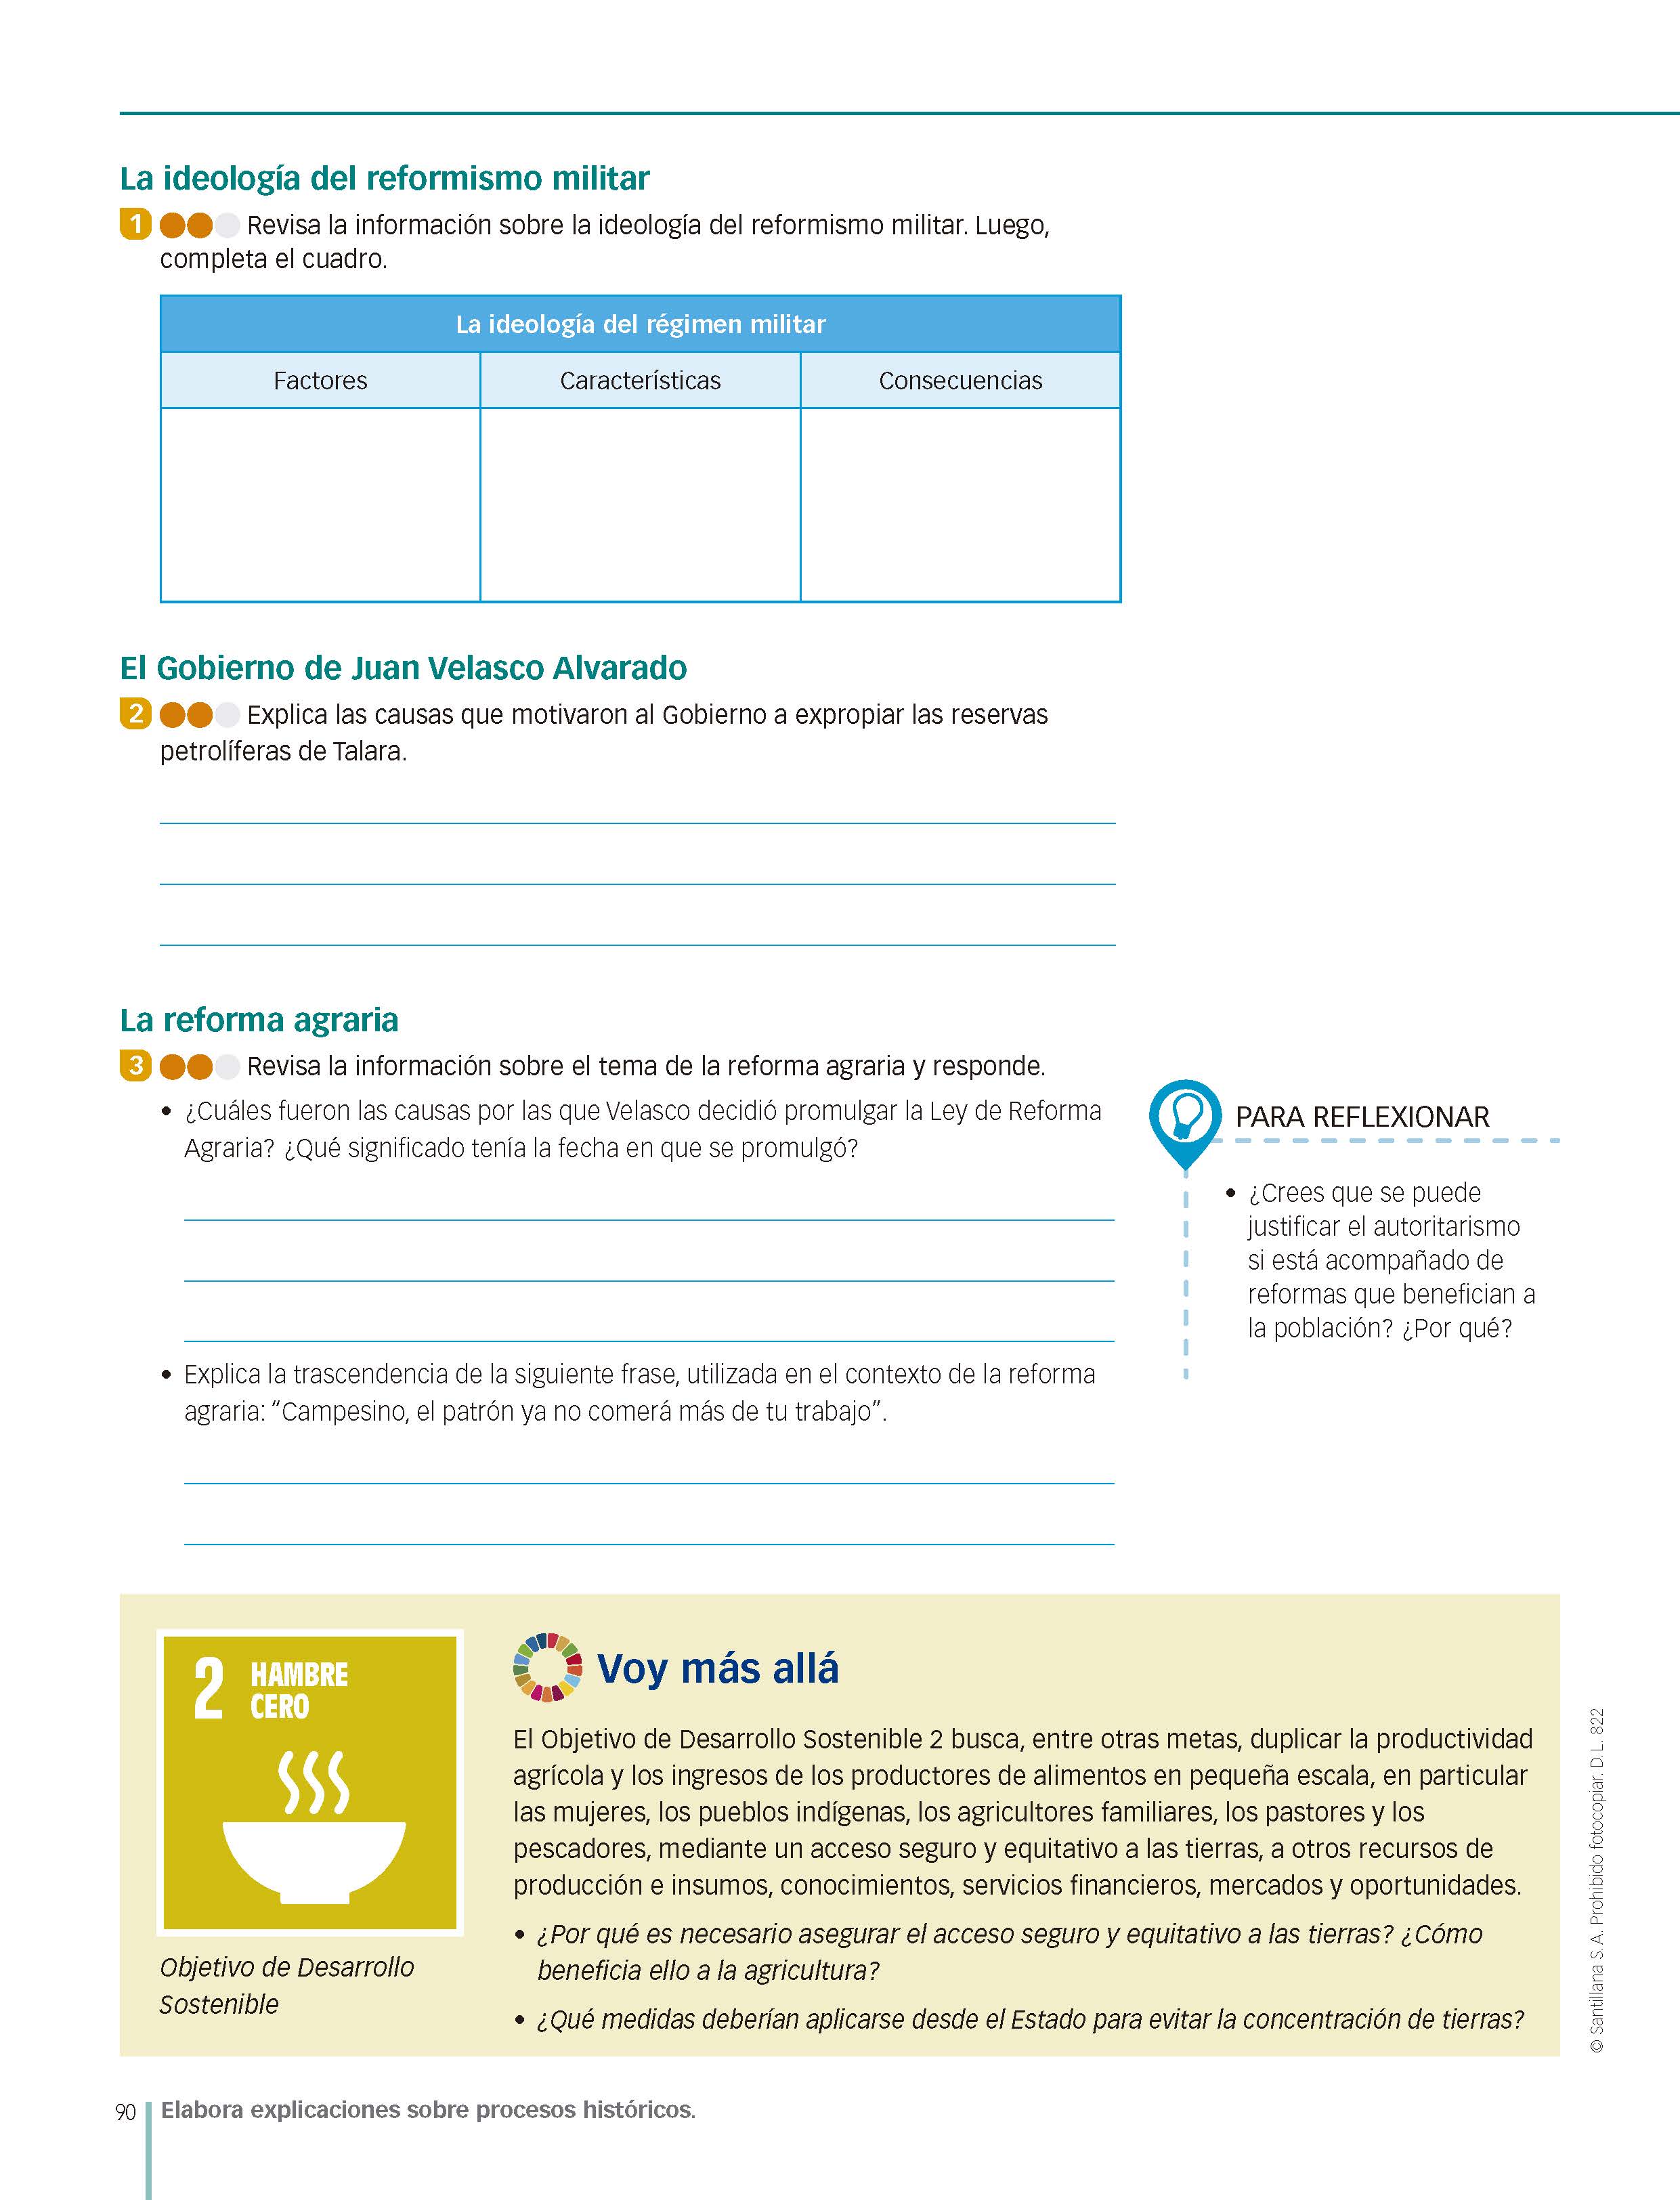 La ideología del reformismo militar
1 Revisa la información sobre la ideología del reformismo militar. Luego,
completa el cuadro.
La ideología del régimen militar
Factores Características Consecuencias
El Gobierno de Juan Velasco Alvarado
2 Explica las causas que motivaron al Gobierno a expropiar las reservas
petrolíferas de Talara.
La reforma agraria
3 Revisa la información sobre el tema de la reforma agraria y responde.
• ¿Cuáles fueron las causas por las que Velasco decidió promulgar la Ley de Reforma
Agraria? ¿Qué significado tenía la fecha en que se promulgó?
• Explica la trascendencia de la siguiente frase, utilizada en el contexto de la reforma
agraria: “Campesino, el patrón ya no comerá más de tu trabajo”.
PARA REFLEXIONAR
• ¿Crees que se puede
justificar el autoritarismo
si está acompañado de
reformas que benefician a
la población? ¿Por qué?
2 HAMBRE
CERO
Objetivo de Desarrollo
Sostenible
Voy más allá
El Objetivo de Desarrollo Sostenible 2 busca, entre otras metas, duplicar la productividad
agrícola y los ingresos de los productores de alimentos en pequeña escala, en particular
las mujeres, los pueblos indígenas, los agricultores familiares, los pastores y los
pescadores, mediante un acceso seguro y equitativo a las tierras, a otros recursos de
producción e insumos, conocimientos, servicios financieros, mercados y oportunidades.
• ¿Por qué es necesario asegurar el acceso seguro y equitativo a las tierras? ¿Cómo
beneficia ello a la agricultura?
• ¿Qué medidas deberían aplicarse desde el Estado para evitar la concentración de tierras?
© Santillana S. A. Prohibido fotocopiar. D. L. 822
90 Elabora explicaciones sobre procesos históricos.